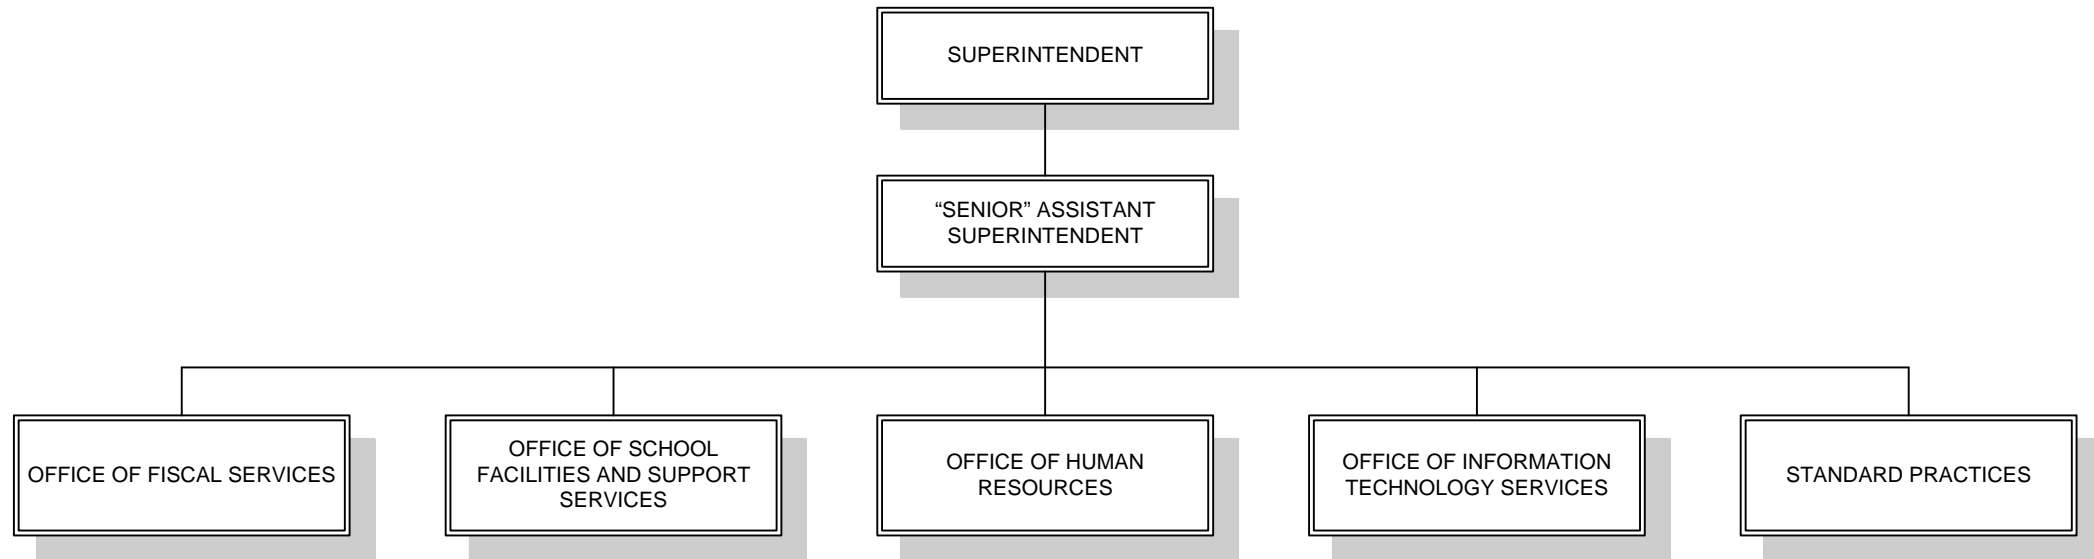 SUPERINTENDENT
“SENIOR” ASSISTANT
SUPERINTENDENT
OFFICE OF FISCAL SERVICES
OFFICE OF SCHOOL
FACILITIES AND SUPPORT
SERVICES
OFFICE OF HUMAN
RESOURCES
OFFICE OF INFORMATION
TECHNOLOGY SERVICES
STANDARD PRACTICES